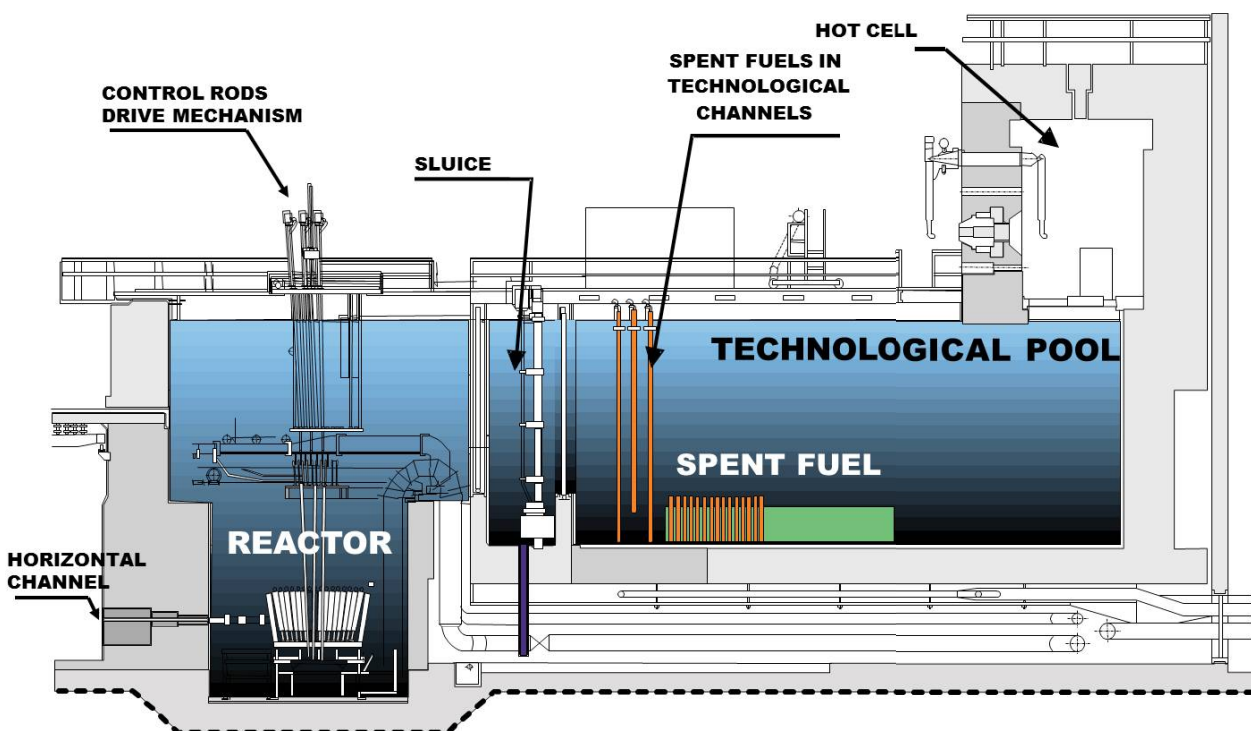 HOT CELL
SPENT FUELS IN
TECHNOLOGICAL
CHANNELS
CONTROL RODS
DRIVE MECHANISM
SLUICE
TECHNOLOGICAL POOL
SPENT FUEL
REACTOR
HORIZONTAL
CHANNEL